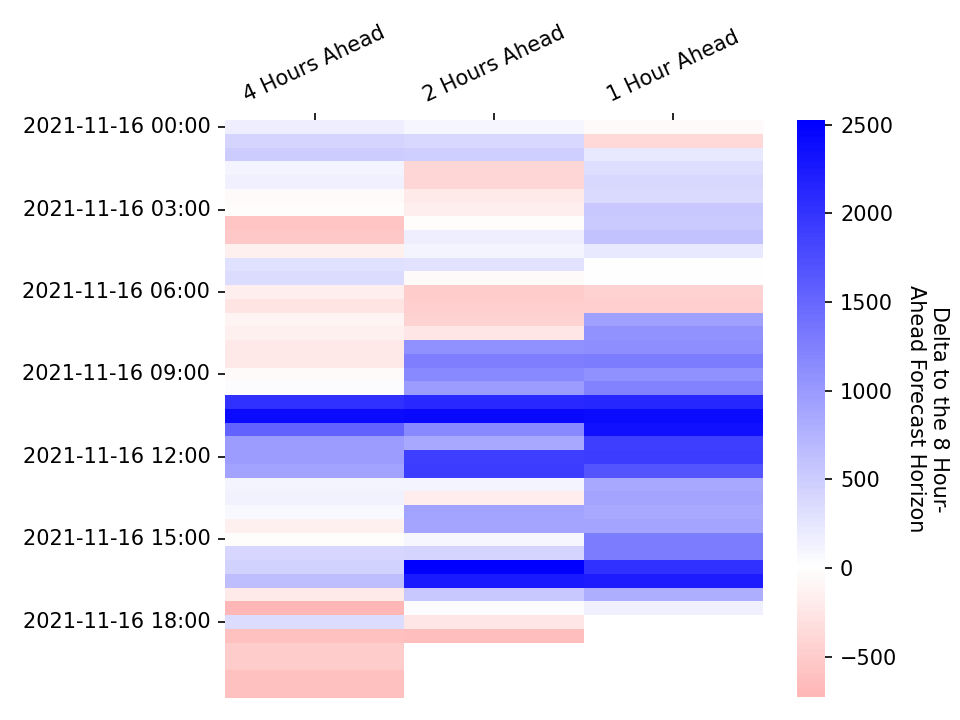 4 Hours Ahead
2 Hours Ahead
1 Hour Ahead
2021-11-16 00:00
2021-11-16 03:00
2021-11-16 06:00
2021-11-16 09:00
2021-11-16 12:00
2021-11-16 15:00
2021-11-16 18:00
2500
2000
1500
1000
500
0
−500
Delta to the 8 Hour-
Ahead Forecast Horizon